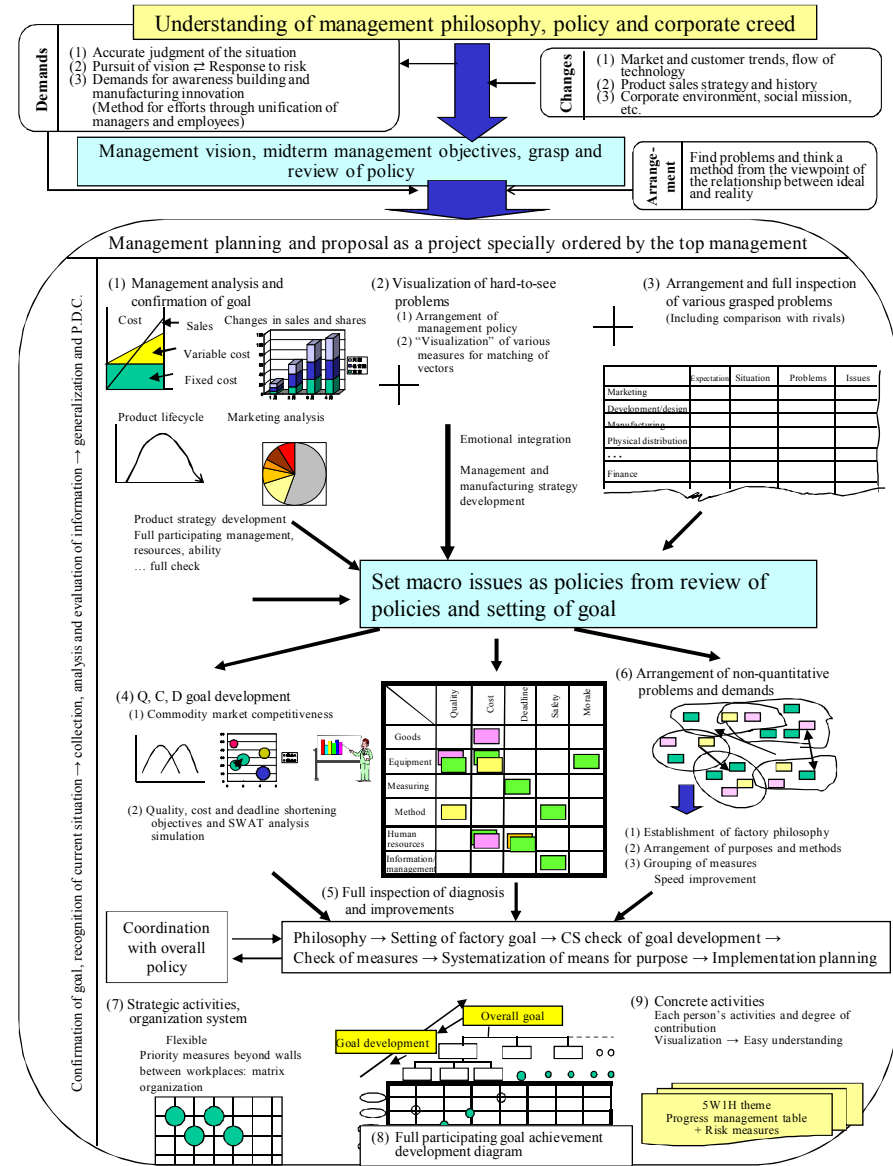 Understanding of management philosophy, policy and corporate creed
Demands
(1) Accurate judgment of the situation
(2) Pursuit of vision ⇄ Response to risk
(3) Demands for awareness building and
manufacturing innovation
(Method for efforts through unification of
managers and employees)
Changes
(1) Market and customer trends, flow of
technology
(2) Product sales strategy and history
(3) Corporate environment, social mission,
etc.
Management vision, midterm management objectives, grasp and
review of policy
Arrange-
ment
Find problems and think a
method from the viewpoint
of the relationship between ideal
and reality
Management planning and proposal as a project specially ordered by the top management
Confirmation of goal, recognition of current situation → collection, analysis and evaluation of information → generalization and P.D.C.
(1) Management analysis and
confirmation of goal
Cost
Sales
Variable cost
Fixed cost
Changes in sales and shares
Product lifecycle
Marketing analysis
Product strategy development
Full participating management,
resources, ability
… full check
(2) Visualization of hard-to-see
problems
(1) Arrangement of
management policy
(2) “Visualization” of various
measures for matching of
vectors
Emotional integration
Management and
manufacturing strategy
development
(3) Arrangement and full inspection
of various grasped problems
(Including comparison with rivals)
Expectation Situation Problems Issues
Marketing
Development/design
Manufacturing
Physical distribution
. . .
Finance
Set macro issues as policies from review of
policies and setting of goal
(4) Q, C, D goal development
(1) Commodity market competitiveness
(2) Quality, cost and deadline shortening
objectives and SWAT analysis
simulation
Quality
Cost
Deadline
Safety
Morale
Goods
Equipment
Measuring
Method
Human
resources
Information/
management
(5) Full inspection of diagnosis
and improvements
(6) Arrangement of non-quantitative
problems and demands
(1) Establishment of factory philosophy
(2) Arrangement of purposes and methods
(3) Grouping of measures
Speed improvement
Coordination
with overall
policy
Philosophy → Setting of factory goal → CS check of goal development →
Check of measures → Systematization of means for purpose → Implementation planning
(7) Strategic activities,
organization system
Flexible
Priority measures beyond walls
between workplaces: matrix
organization
Overall goal
Goal development
(8) Full participating goal achievement
development diagram
(9) Concrete activities
Each person’s activities and degree of
contribution
Visualization → Easy understanding
5W1H theme
Progress management table
+ Risk measures